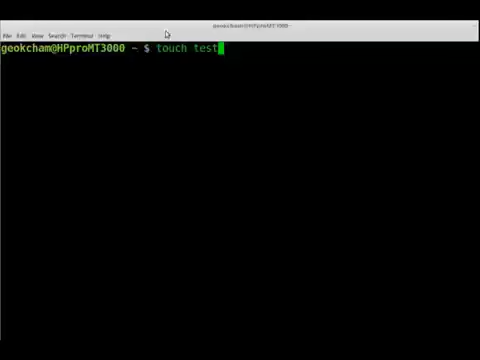 geokcham@HPproMT3000
File Edit View Search Terminal Help
geokcham@HPproMT3000 ~ $ touch test